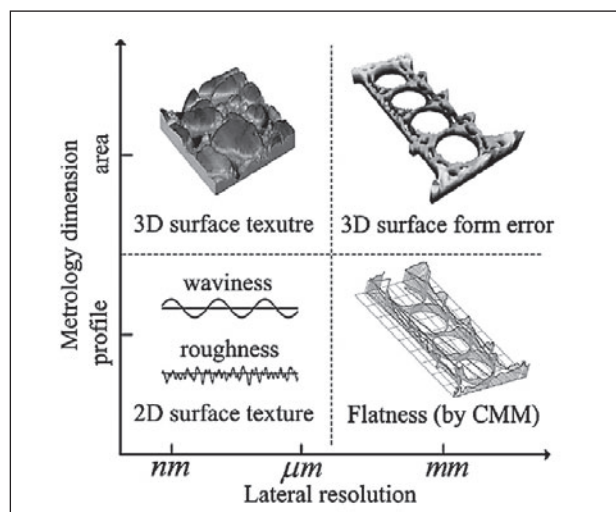 Metrology dimension
area
profile
3D surface texutre
3D surface form error
waviness
roughness
2D surface texture
Flatness (by CMM)
nm
μm
mm
Lateral resolution